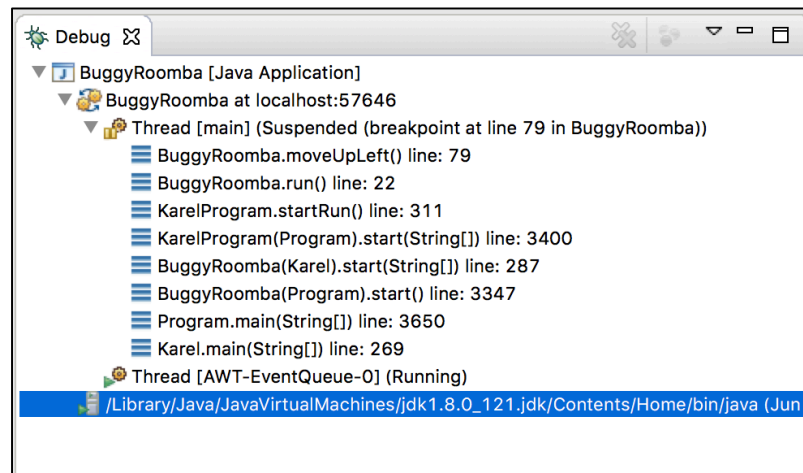 Debug
BuggyRoomba [Java Application]
BuggyRoomba at localhost:57646
Thread [main] (Suspended (breakpoint at line 79 in BuggyRoomba))
BuggyRoomba.moveUpLeft() line: 79
BuggyRoomba.run() line: 22
KarelProgram.startRun() line: 311
KarelProgram(Program).start(String[]) line: 3400
BuggyRoomba(Karel).start(String[]) line: 287
BuggyRoomba(Program).start() line: 3347
Program.main(String[]) line: 3650
Karel.main(String[]) line: 269
Thread [AWT-EventQueue-0] (Running)
/Library/Java/JavaVirtualMachines/jdk1.8.0_121.jdk/Contents/Home/bin/java (Jun